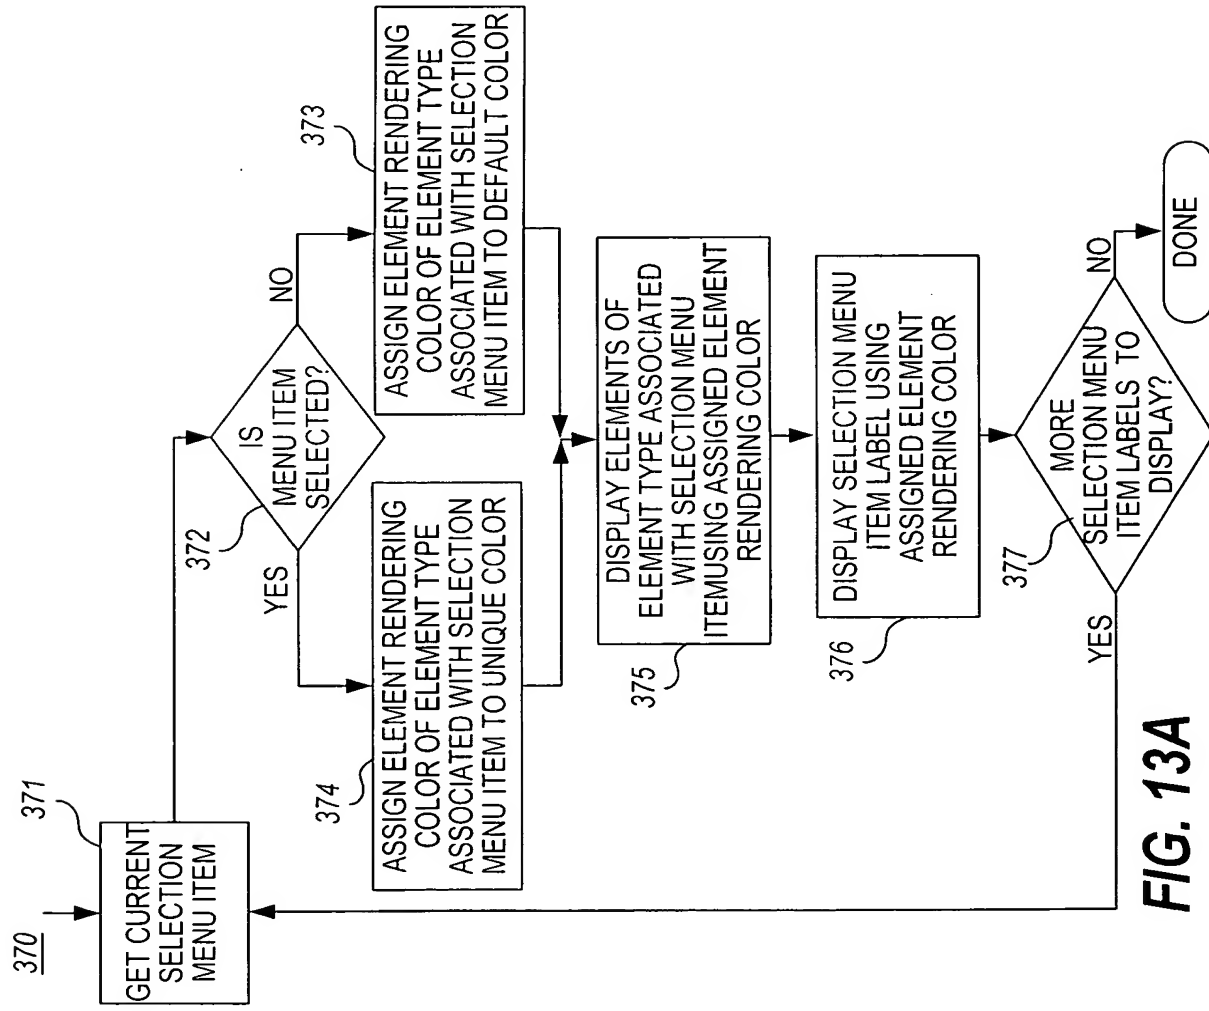 370
371
GET CURRENT
SELECTION
MENU ITEM
372
IS
MENU ITEM
SELECTED?
YES
NO
374
ASSIGN ELEMENT RENDERING
COLOR OF ELEMENT TYPE
ASSOCIATED WITH SELECTION
MENU ITEM TO UNIQUE COLOR
373
ASSIGN ELEMENT RENDERING
COLOR OF ELEMENT TYPE
ASSOCIATED WITH SELECTION
MENU ITEM TO DEFAULT COLOR
375
DISPLAY ELEMENTS OF
ELEMENT TYPE ASSOCIATED
WITH SELECTION MENU
ITEMUSING ASSIGNED ELEMENT
RENDERING COLOR
376
DISPLAY SELECTION MENU
ITEM LABEL USING
ASSIGNED ELEMENT
RENDERING COLOR
377
MORE
SELECTION MENU
ITEM LABELS TO
DISPLAY?
YES
NO
DONE
FIG. 13A